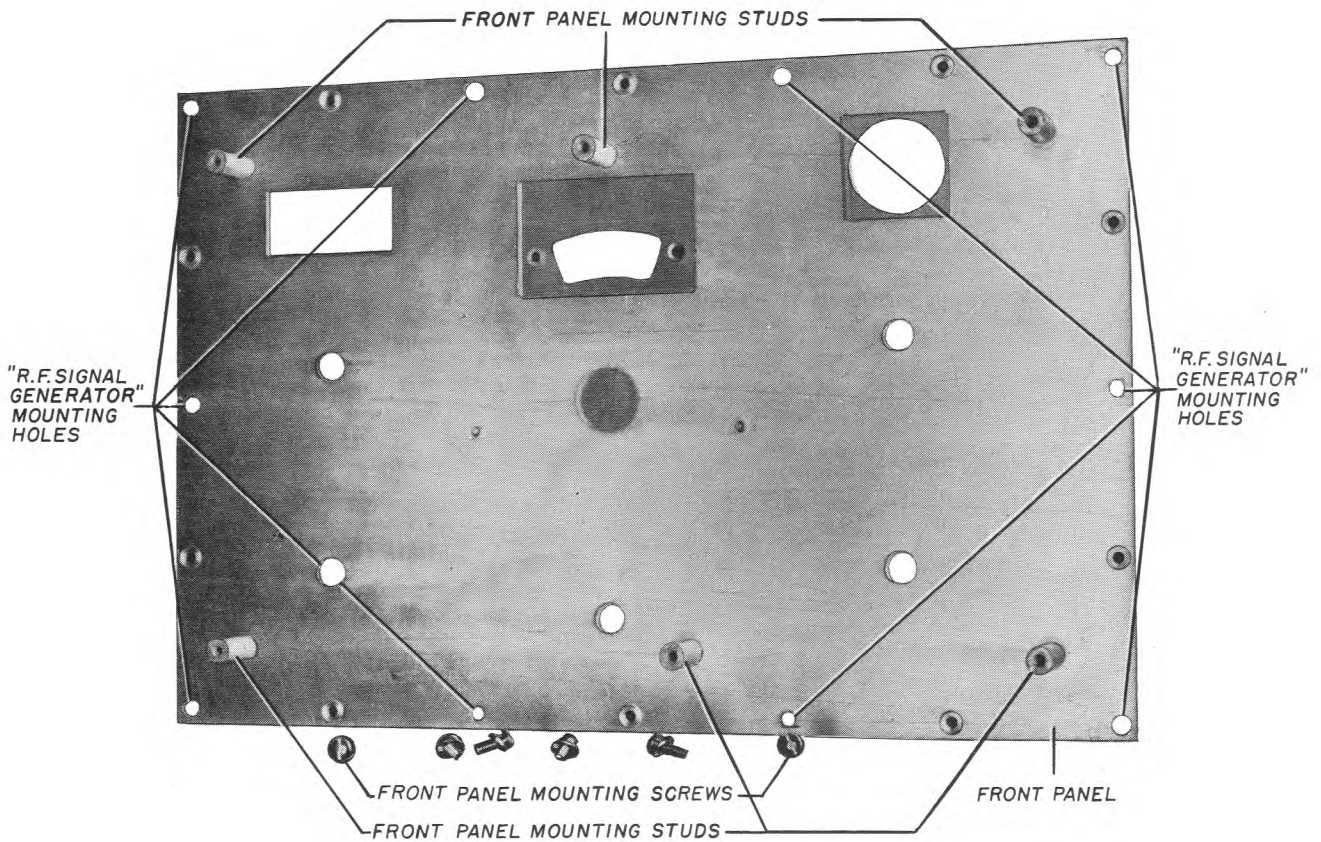 FRONT PANEL MOUNTING STUDS
"R.F. SIGNAL
GENERATOR"
MOUNTING
HOLES
"R.F. SIGNAL
GENERATOR"
MOUNTING
HOLES
FRONT PANEL MOUNTING SCREWS
FRONT PANEL
FRONT PANEL MOUNTING STUDS